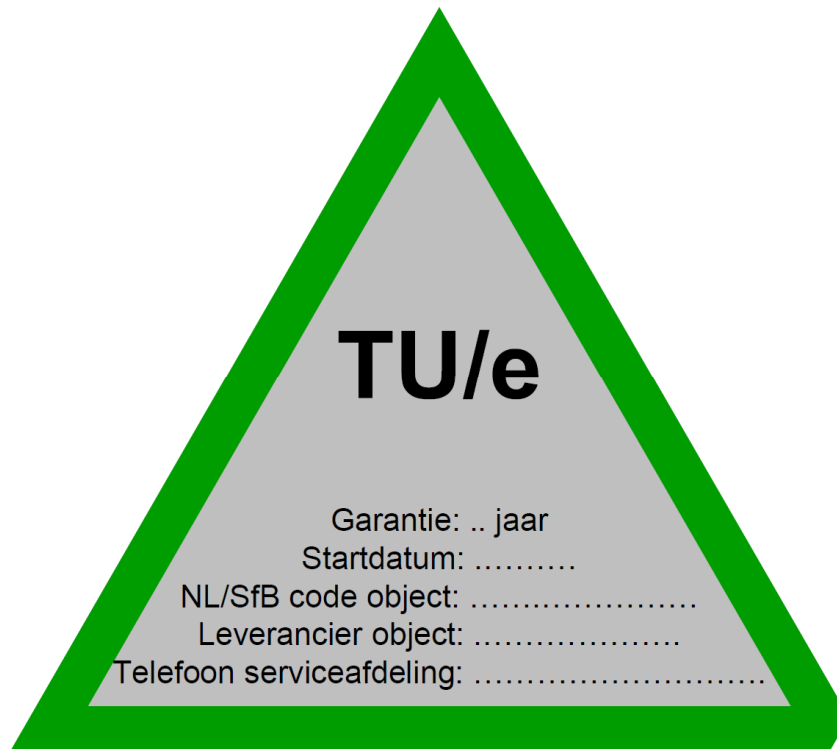 TU/e
Garantie: .. jaar
Startdatum: ..........
NL/SfB code object: ..........................
Leverancier object: ........................
Telefoon serviceafdeling: ..................................